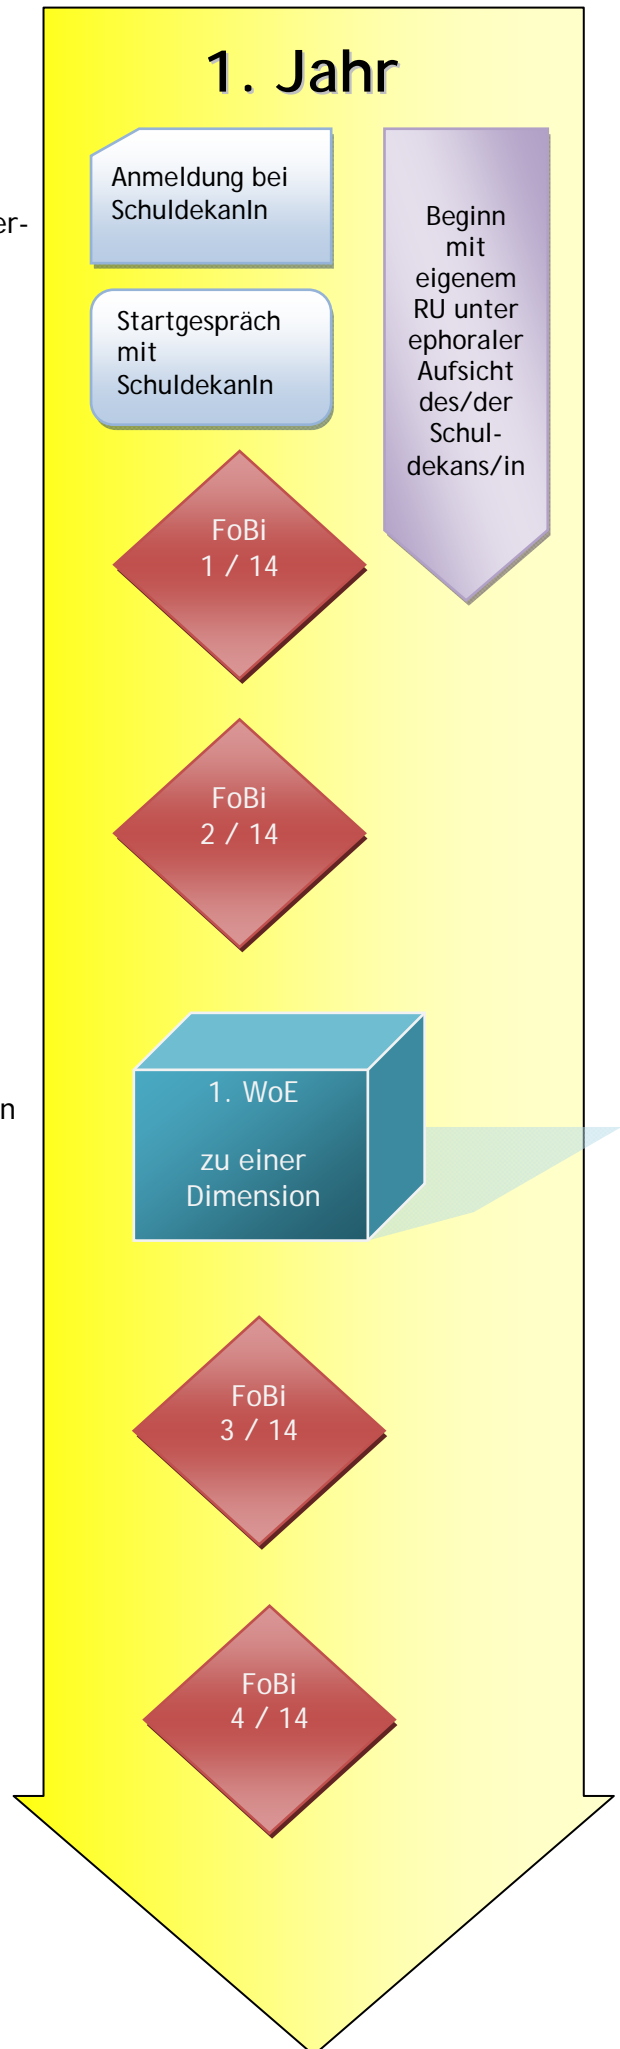 1. Jahr
Anmeldung bei
SchuldekanIn
er-
Startgespräch
mit
SchuldekanIn
Beginn
mit
eigenem
RU unter
ephoraler
Aufsicht
des/der
Schul-
dekans/in
FoBi
1 / 14
FoBi
2 / 14
n
1. WoE
zu einer
Dimension
FoBi
3 / 14
FoBi
4 / 14